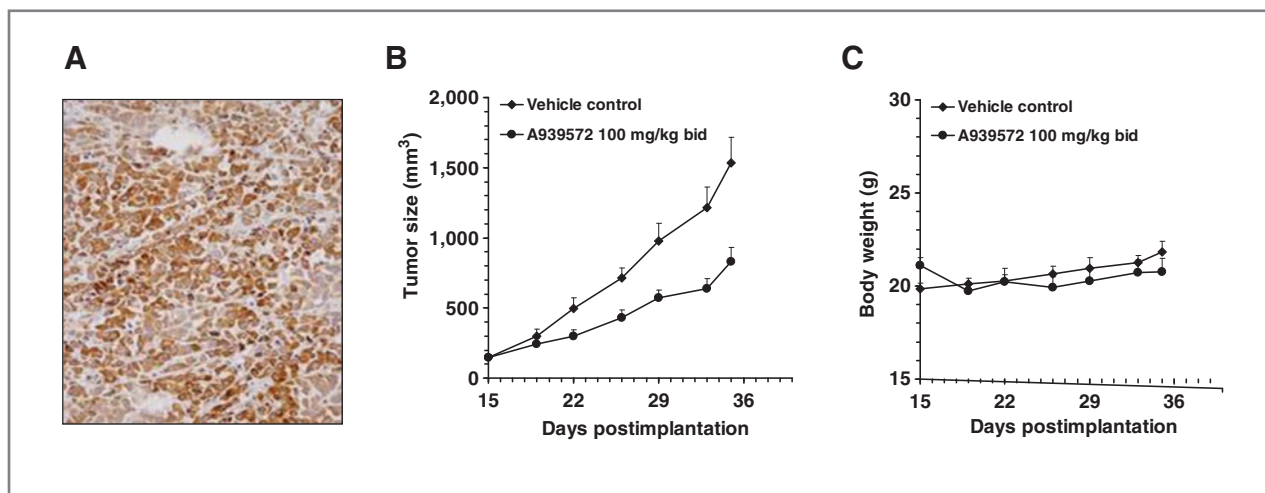 A
B
2,000
1,500
1,000
500
0
Tumor size (mm³)
Vehicle control
A939572 100 mg/kg bid
15 22 29 36
Days postimplantation
C
30
25
20
15
Body weight (g)
Vehicle control
A939572 100 mg/kg bid
15 22 29 36
Days postimplantation